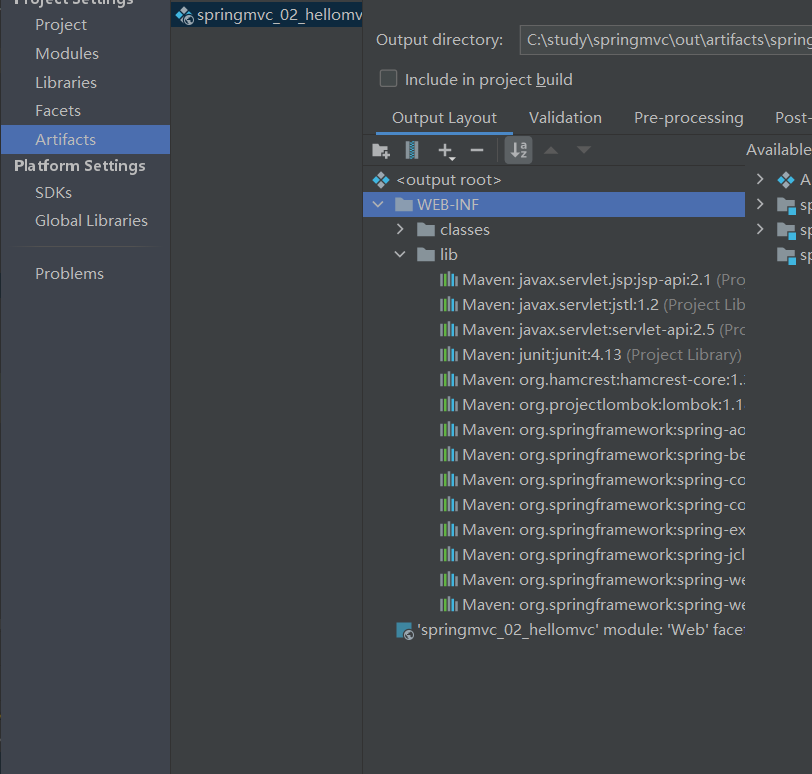 Project Settings
Project
Modules
Libraries
Facets
Artifacts
Platform Settings
SDKs
Global Libraries
Problems
springmvc_02_hellomv
Output directory: C:\study\springmvc\out\artifacts\spring
Include in project build
Output Layout Validation Pre-processing Post-
Available
<output root>
WEB-INF
classes
lib
Maven: javax.servlet.jsp:jsp-api:2.1 (Pro
Maven: javax.servlet:jstl:1.2 (Project Lib
Maven: javax.servlet:servlet-api:2.5 (Prc
Maven: junit:junit:4.13 (Project Library)
Maven: org.hamcrest:hamcrest-core:1.
Maven: org.projectlombok:lombok:1.1
Maven: org.springframework:spring-ao
Maven: org.springframework:spring-be
Maven: org.springframework:spring-co
Maven: org.springframework:spring-co
Maven: org.springframework:spring-ex
Maven: org.springframework:spring-jcl
Maven: org.springframework:spring-we
Maven: org.springframework:spring-we
'springmvc_02_hellomvc' module: 'Web' facet
A
sp
sp
sp